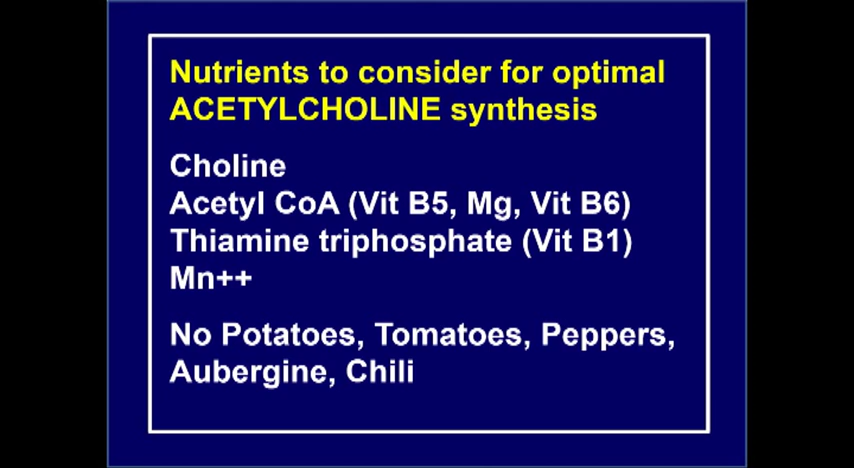 Nutrients to consider for optimal
ACETYLCHOLINE synthesis
Choline
Acetyl CoA (Vit B5, Mg, Vit B6)
Thiamine triphosphate (Vit B1)
Mn++
No Potatoes, Tomatoes, Peppers,
Aubergine, Chili